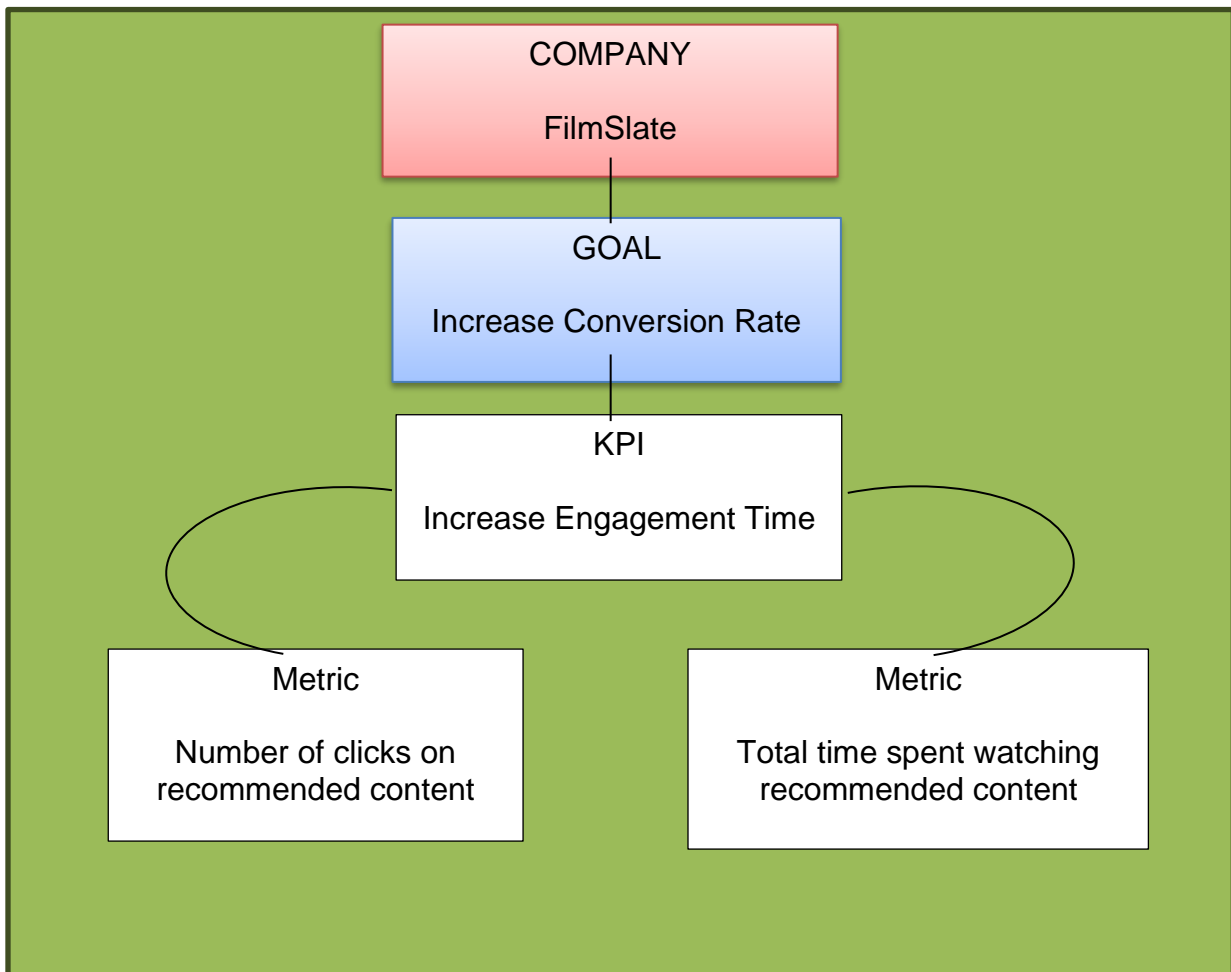 COMPANY
FilmSlate
GOAL
Increase Conversion Rate
KPI
Increase Engagement Time
Metric
Number of clicks on
recommended content
Metric
Total time spent watching
recommended content